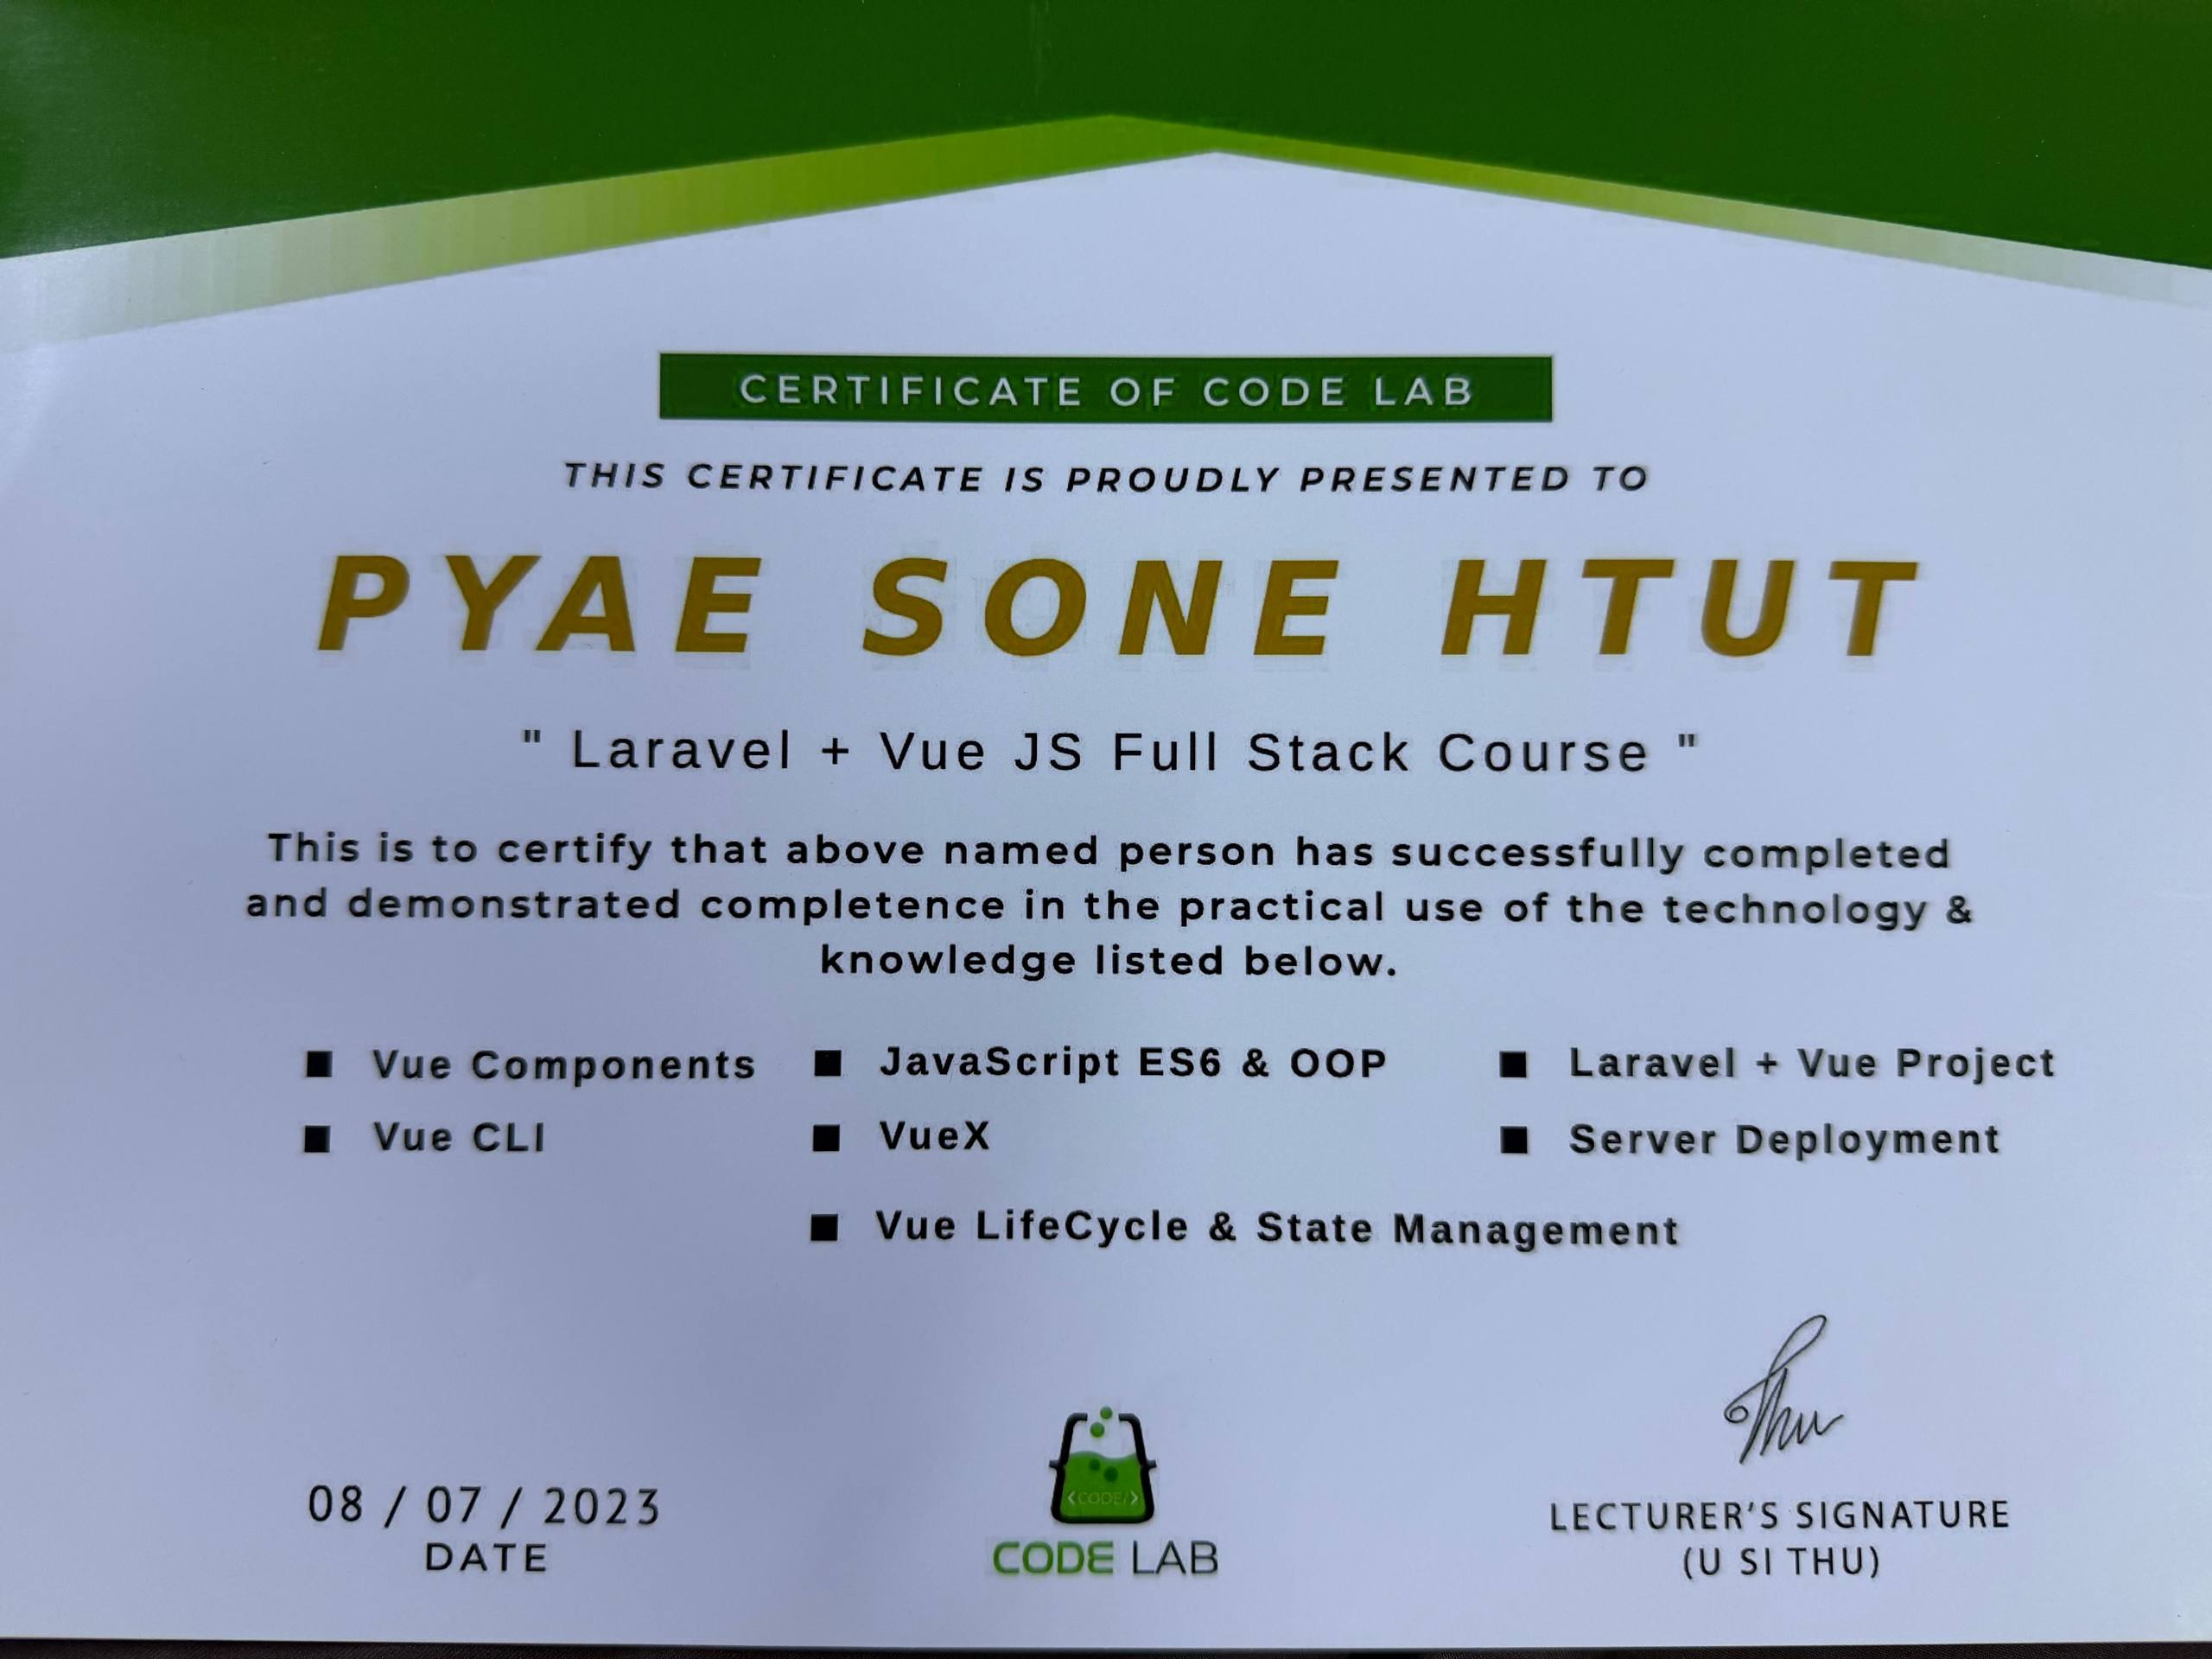 CERTIFICATE OF CODE LAB
THIS CERTIFICATE IS PROUDLY PRESENTED TO
PYAE SONE HTUT
" Laravel + Vue JS Full Stack Course "
This is to certify that above named person has successfully completed
and demonstrated completence in the practical use of the technology &
knowledge listed below.
■ Vue Components ■ JavaScript ES6 & OOP ■ Laravel + Vue Project
■ Vue CLI ■ VueX ■ Server Deployment
■ Vue LifeCycle & State Management
Thu
<CODE/>
08 / 07 / 2023
DATE
CODE LAB
LECTURER'S SIGNATURE
(U SI THU)